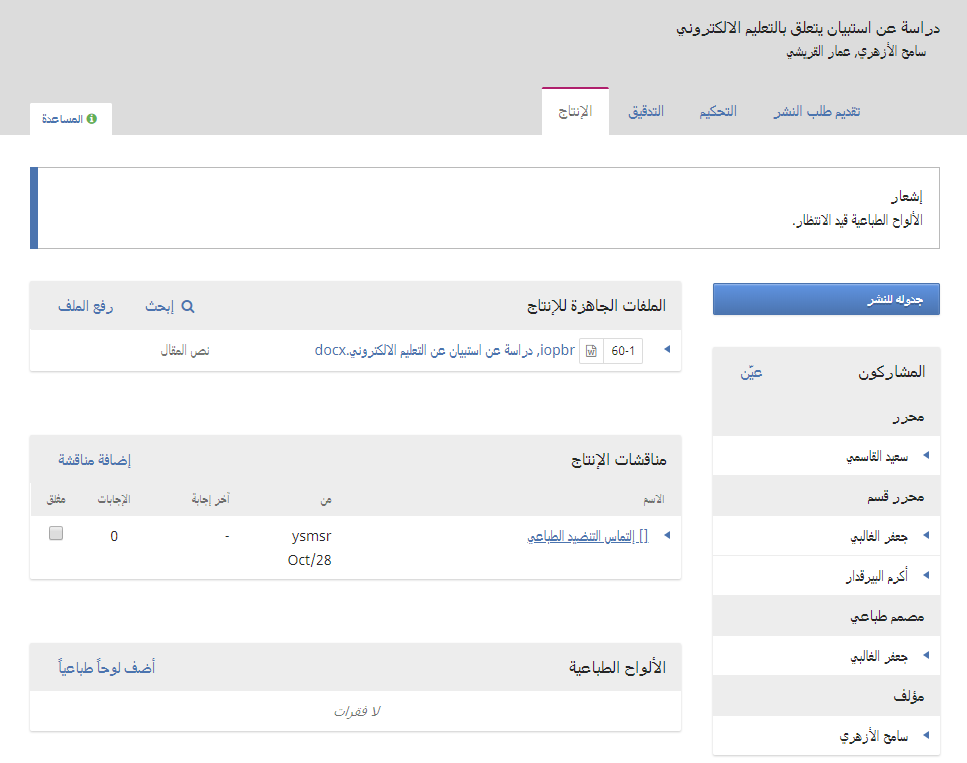 دراسة عن استبيان يتعلق بالتعليم الالكتروني
سامح الأزهري, عمار القريشي
تقديم طلب النشر
التحكيم
التدقيق
الإنتاج
المساعدة
إشعار
الألواح الطباعية قيد الانتظار.
جدوله للنشر
المشاركون
عيّن
محرر
سعيد القاسمي
محرر قسم
جعفر الغالبي
أكرم البيرقدار
مصمم طباعي
جعفر الغالبي
مؤلف
سامح الأزهري
الملفات الجاهزة للإنتاج
إبحث
رفع الملف
60-1 iopbr, دراسة عن استبيان عن التعليم الالكتروني.docx نص المقال
مناقشات الإنتاج
إضافة مناقشة
الاسم من آخر إجابة الإجابات مغلق
[] إلتماس التنضيد الطباعي ysmsr - 0
Oct/28
الألواح الطباعية
أضف لوحاً طباعياً
لا فقرات